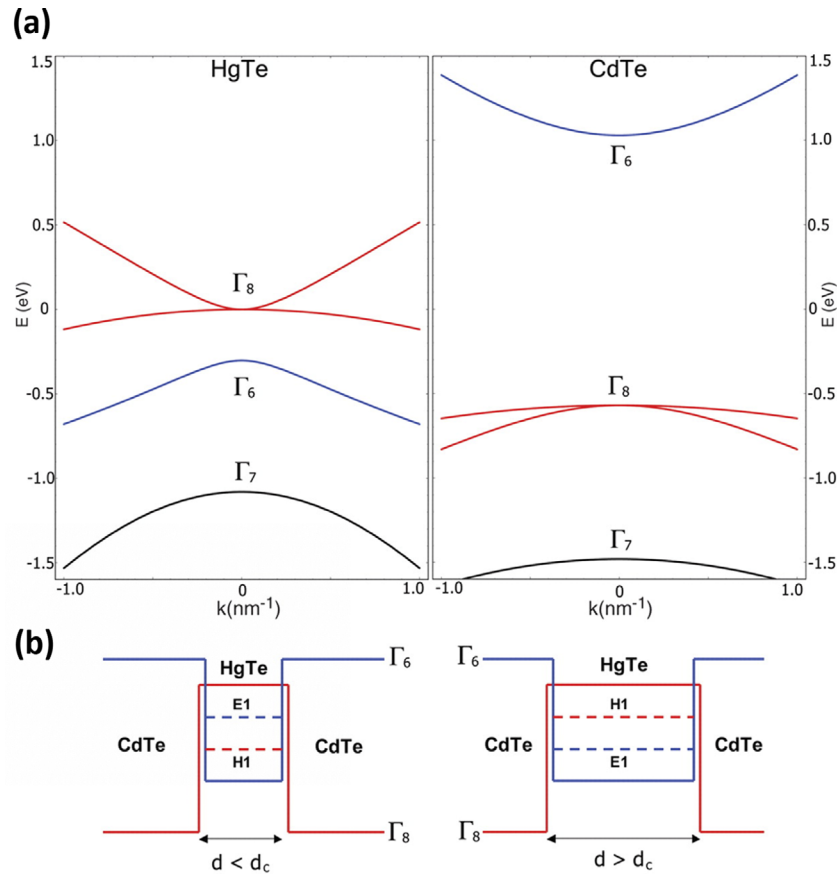 (a)
HgTe
CdTe
1.5
1.0
0.5
0
-0.5
-1.0
-1.5
E (eV)
Γ8
Γ6
Γ7
-1.0
0
1.0
k(nm⁻¹)
1.5
1.0
0.5
0
-0.5
-1.0
-1.5
E (eV)
Γ6
Γ8
Γ7
-1.0
0
1.0
k(nm⁻¹)
(b)
HgTe
Γ6
E1
CdTe
CdTe
H1
Γ8
d < dc
Γ6
HgTe
H1
CdTe
CdTe
E1
Γ8
d > dc